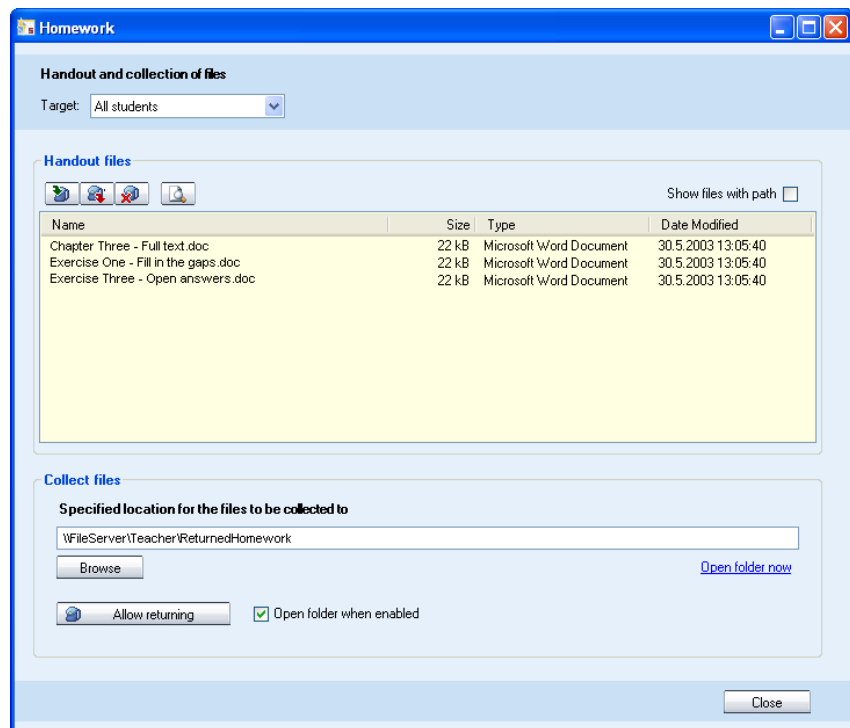 Homework
Handout and collection of files
Target: All students
Handout files
Show files with path
Name Size Type Date Modified
Chapter Three - Full text.doc 22 kB Microsoft Word Document 30.5.2003 13:05:40
Exercise One - Fill in the gaps.doc 22 kB Microsoft Word Document 30.5.2003 13:05:40
Exercise Three - Open answers.doc 22 kB Microsoft Word Document 30.5.2003 13:05:40
Collect files
Specified location for the files to be collected to
\\FileServer\Teacher\ReturnedHomework
Browse Open folder now
Allow returning Open folder when enabled
Close